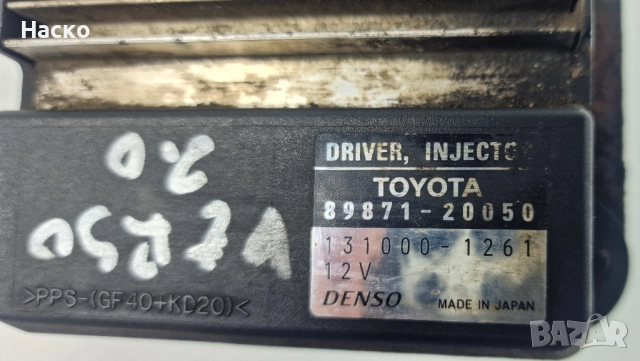 Наско
DRIVER, INJECTO
TOYOTA
89871-20050
131000-1261
12V
DENSO
MADE IN JAPAN
2.0
VERSO
>PPS-(GF40+KD20)<
BAZAR